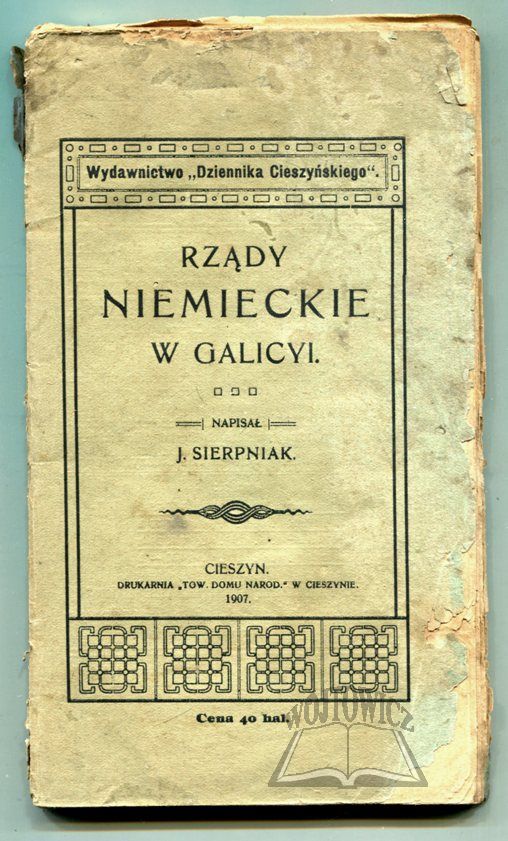 Wydawnictwo „Dziennika Cieszyńskiego“.
RZĄDY
NIEMIECKIE
W GALICYI.
NAPISAŁ
J. SIERPNIAK.
CIESZYN.
DRUKARNIA „TOW. DOMU NAROD.“ W CIESZYNIE.
1907.
Cena 40 hal.
WÓJTOWICZ